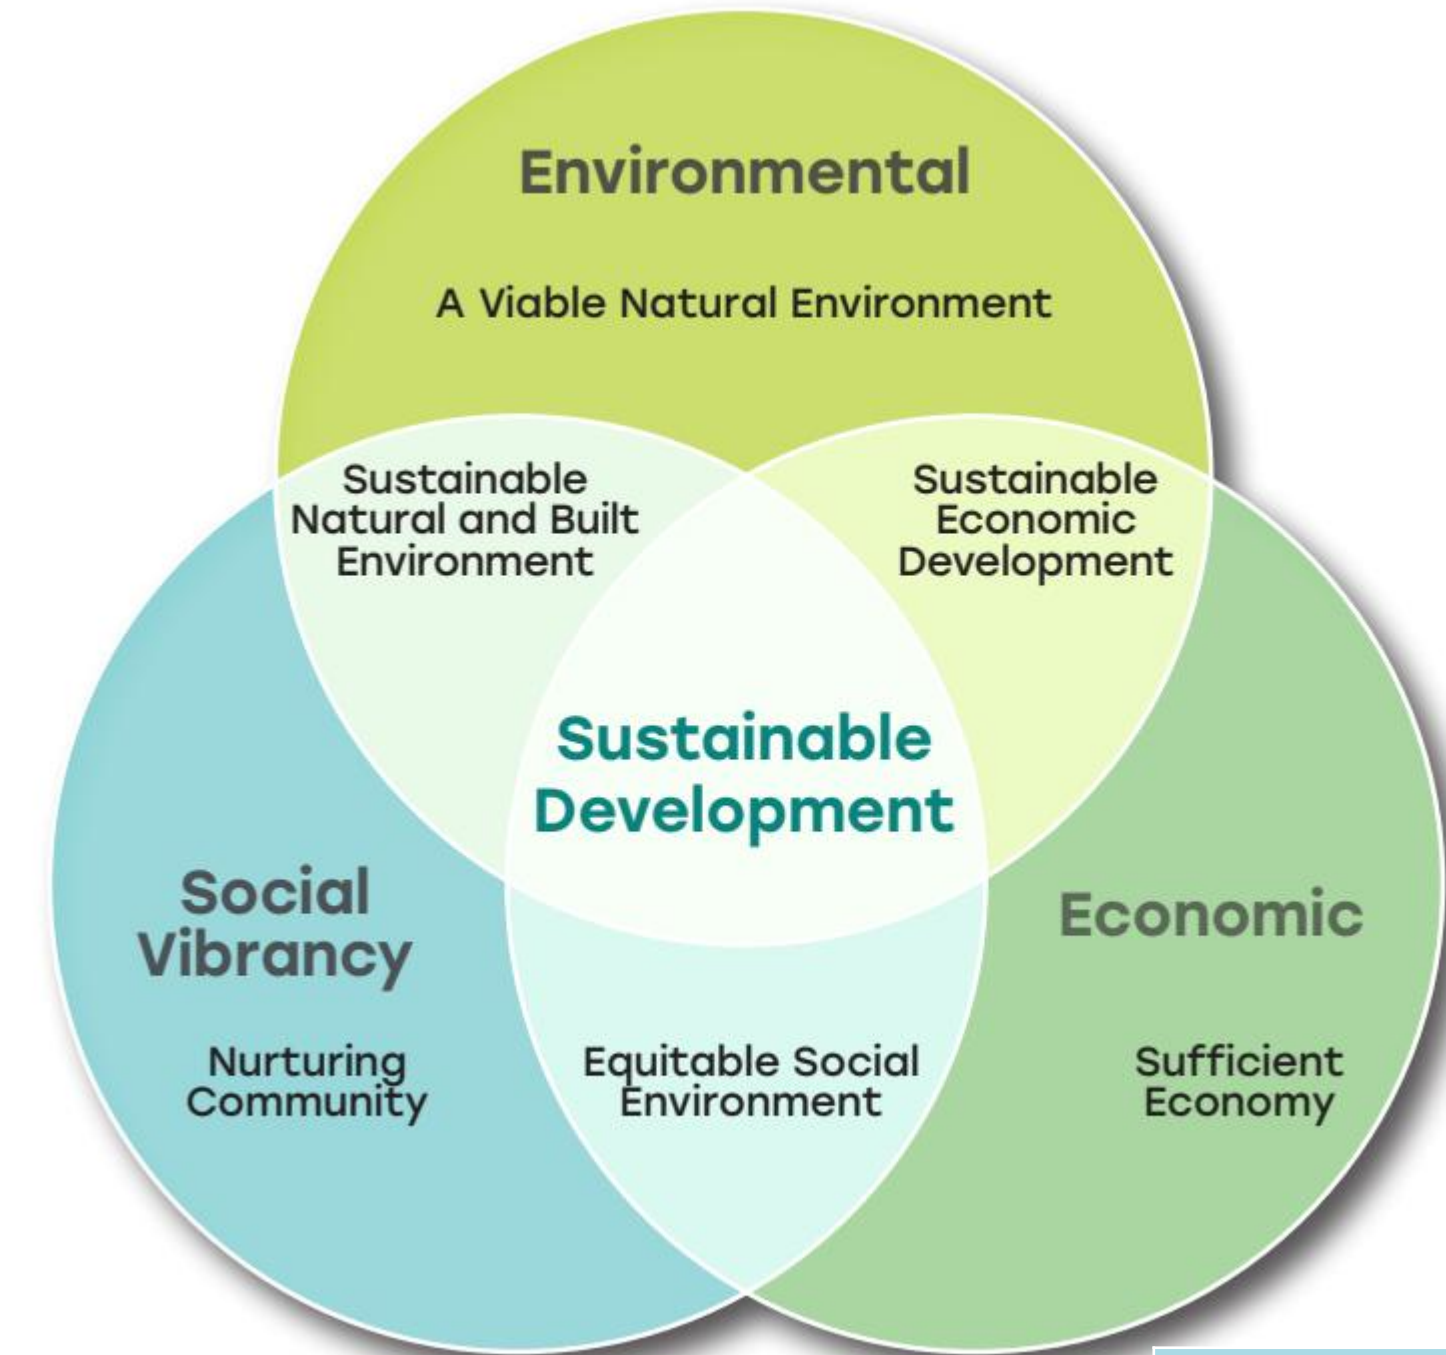 Environmental
A Viable Natural Environment
Sustainable
Natural and Built
Environment
Sustainable
Economic
Development
Sustainable
Development
Social
Vibrancy
Economic
Nurturing
Community
Equitable Social
Environment
Sufficient
Economy